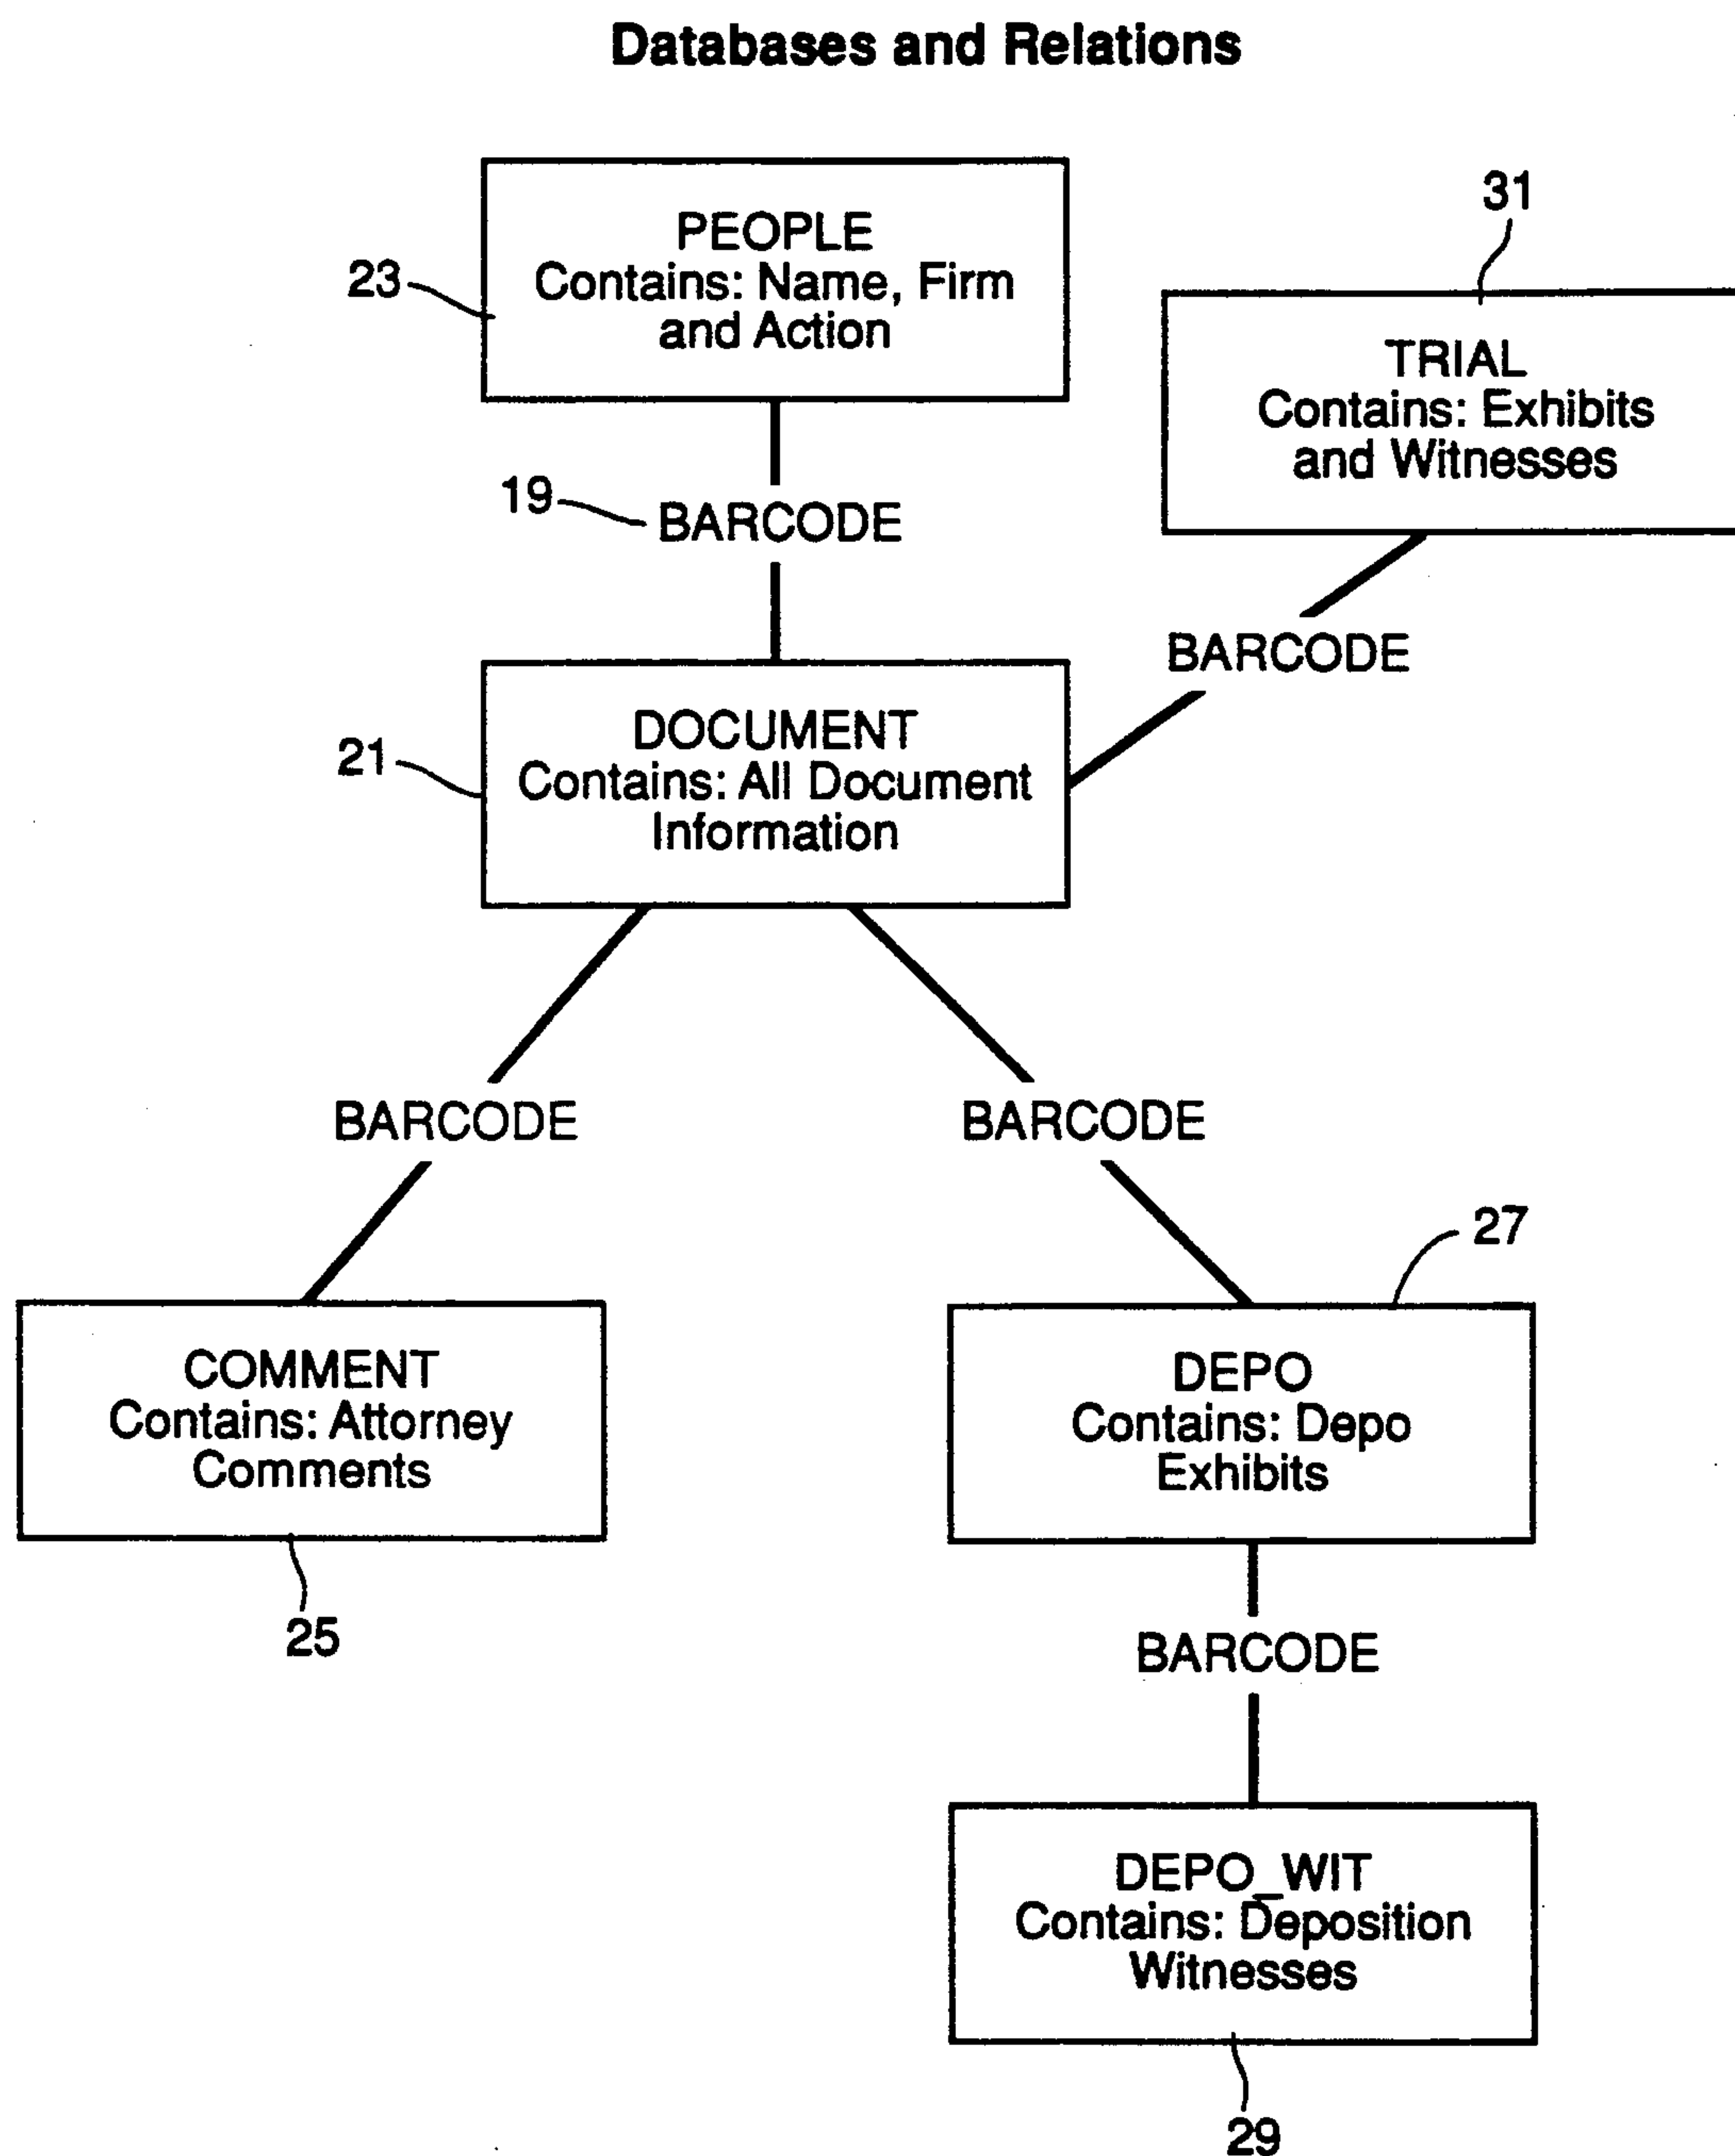 Databases and Relations
PEOPLE
Contains: Name, Firm
and Action
23
31
TRIAL
Contains: Exhibits
and Witnesses
19
BARCODE
BARCODE
DOCUMENT
Contains: All Document
Information
21
BARCODE
BARCODE
27
COMMENT
Contains: Attorney
Comments
25
DEPO
Contains: Depo
Exhibits
BARCODE
DEPO_WIT
Contains: Deposition
Witnesses
29